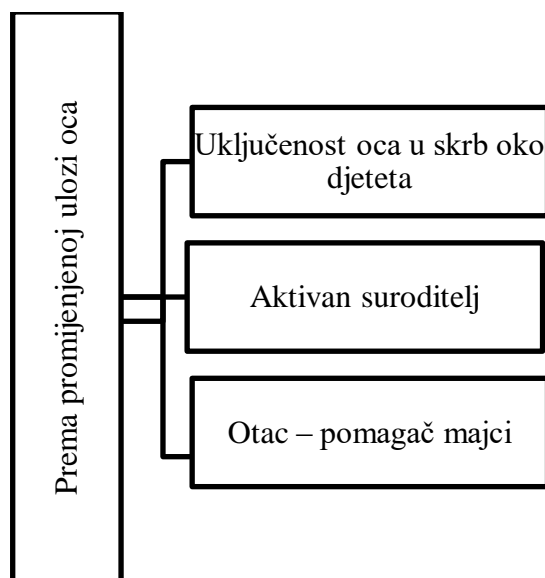 Prema promijenjenoj ulozi oca
Uključenost oca u skrb oko
djeteta
Aktivan suroditelj
Otac – pomagač majci